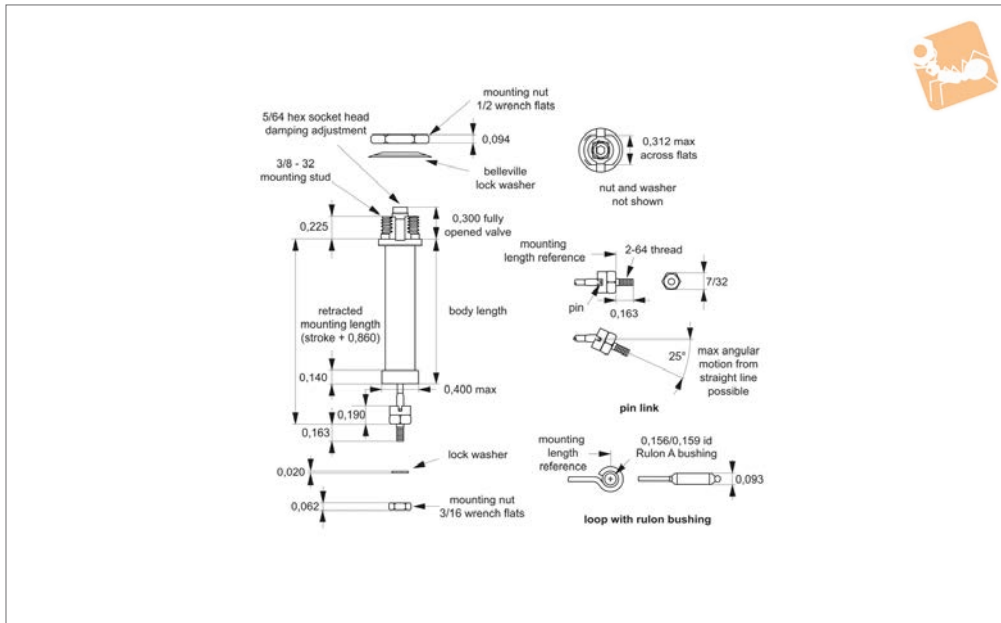 mounting nut
1/2 wrench flats
5/64 hex socket head
damping adjustment
0,094
3/8 - 32
mounting stud
belleville
lock washer
0,312 max
across flats
nut and washer
not shown
0,225
0,300 fully
opened valve
mounting
length reference
2-64 thread
7/32
pin
0,163
retracted
mounting length
(stroke + 0,860)
body length
25°
max angular
motion from
straight line
possible
0,140
0,400 max
0,190
0,163
pin link
lock washer
0,020
mounting nut
3/16 wrench flats
0,062
mounting
length
reference
0,156/0,159 id
Rulon A bushing
0,093
loop with rulon bushing